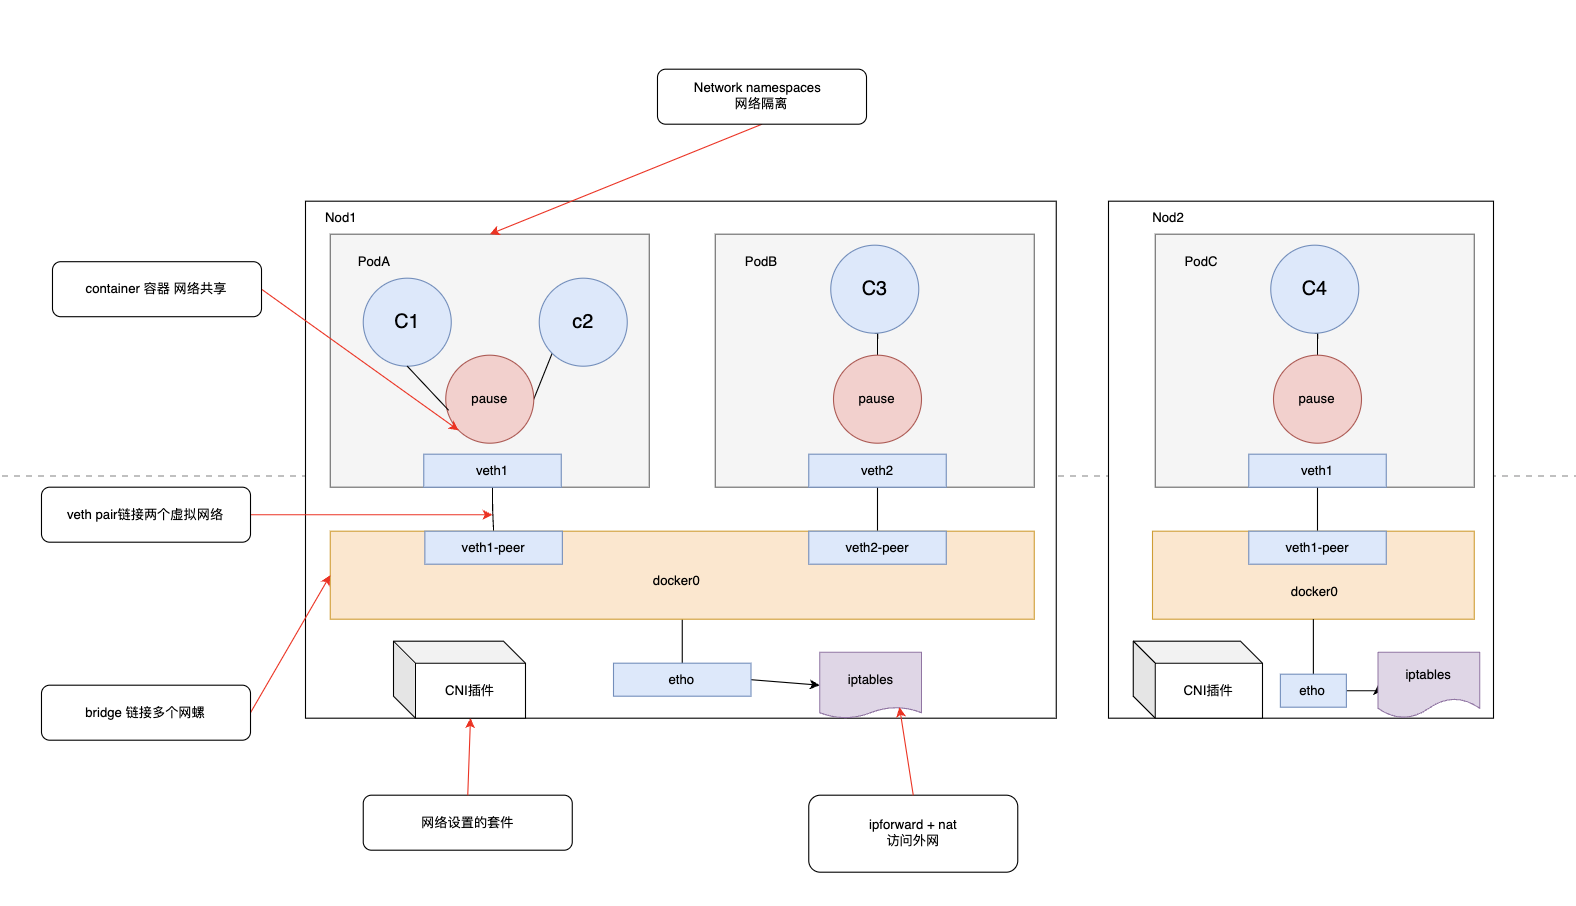 Network namespaces
网络隔离
Nod1
Nod2
PodA
PodB
PodC
container 容器 网络共享
C1
c2
C3
C4
pause
pause
pause
veth1
veth2
veth1
veth pair链接两个虚拟网络
veth1-peer
veth2-peer
veth1-peer
docker0
docker0
bridge 链接多个网螺
CNI插件
etho
iptables
CNI插件
etho
iptables
网络设置的套件
ipforward + nat
访问外网